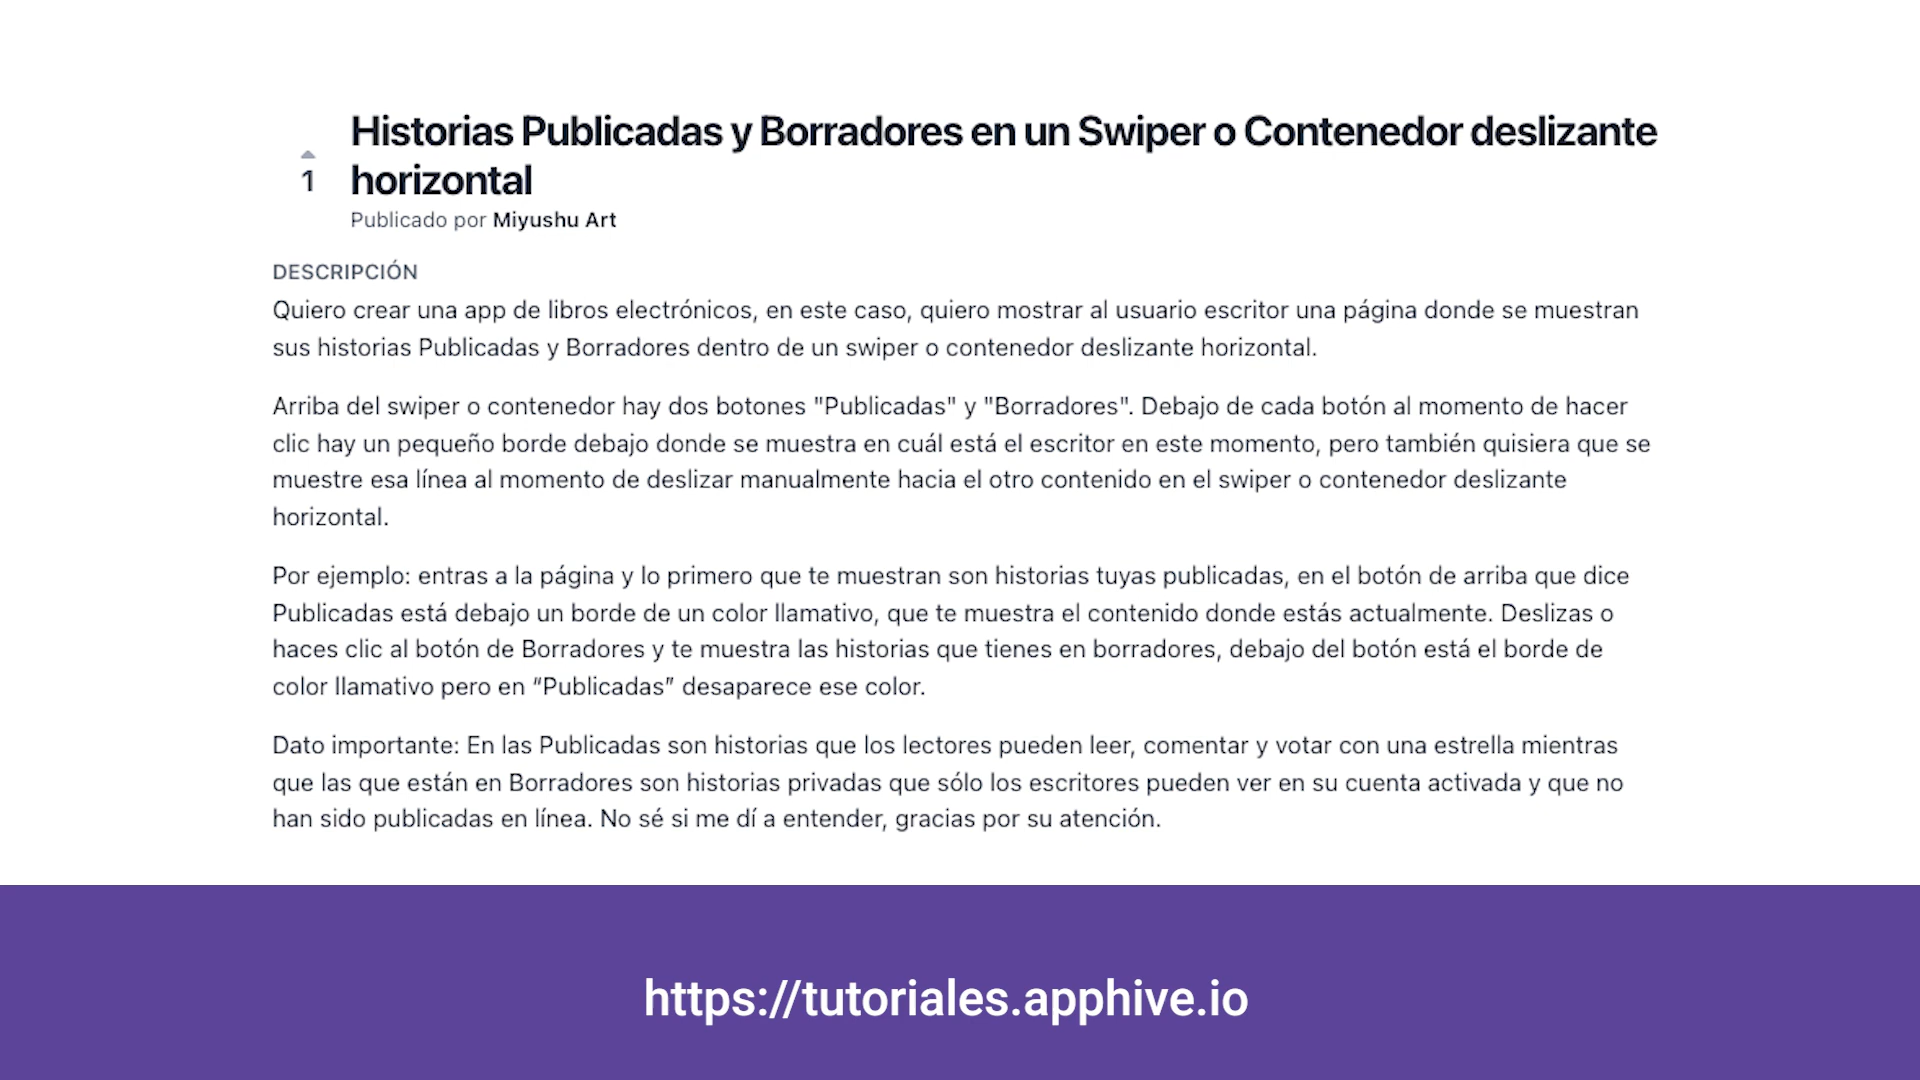 Historias Publicadas y Borradores en un Swiper o Contenedor deslizante
1
horizontal
Publicado por Miyushu Art
DESCRIPCIÓN
Quiero crear una app de libros electrónicos, en este caso, quiero mostrar al usuario escritor una página donde se muestran
sus historias Publicadas y Borradores dentro de un swiper o contenedor deslizante horizontal.
Arriba del swiper o contenedor hay dos botones "Publicadas" y "Borradores". Debajo de cada botón al momento de hacer
clic hay un pequeño borde debajo donde se muestra en cuál está el escritor en este momento, pero también quisiera que se
muestre esa línea al momento de deslizar manualmente hacia el otro contenido en el swiper o contenedor deslizante
horizontal.
Por ejemplo: entras a la página y lo primero que te muestran son historias tuyas publicadas, en el botón de arriba que dice
Publicadas está debajo un borde de un color llamativo, que te muestra el contenido donde estás actualmente. Deslizas o
haces clic al botón de Borradores y te muestra las historias que tienes en borradores, debajo del botón está el borde de
color llamativo pero en “Publicadas” desaparece ese color.
Dato importante: En las Publicadas son historias que los lectores pueden leer, comentar y votar con una estrella mientras
que las que están en Borradores son historias privadas que sólo los escritores pueden ver en su cuenta activada y que no
han sido publicadas en línea. No sé si me dí a entender, gracias por su atención.
https://tutoriales.apphive.io